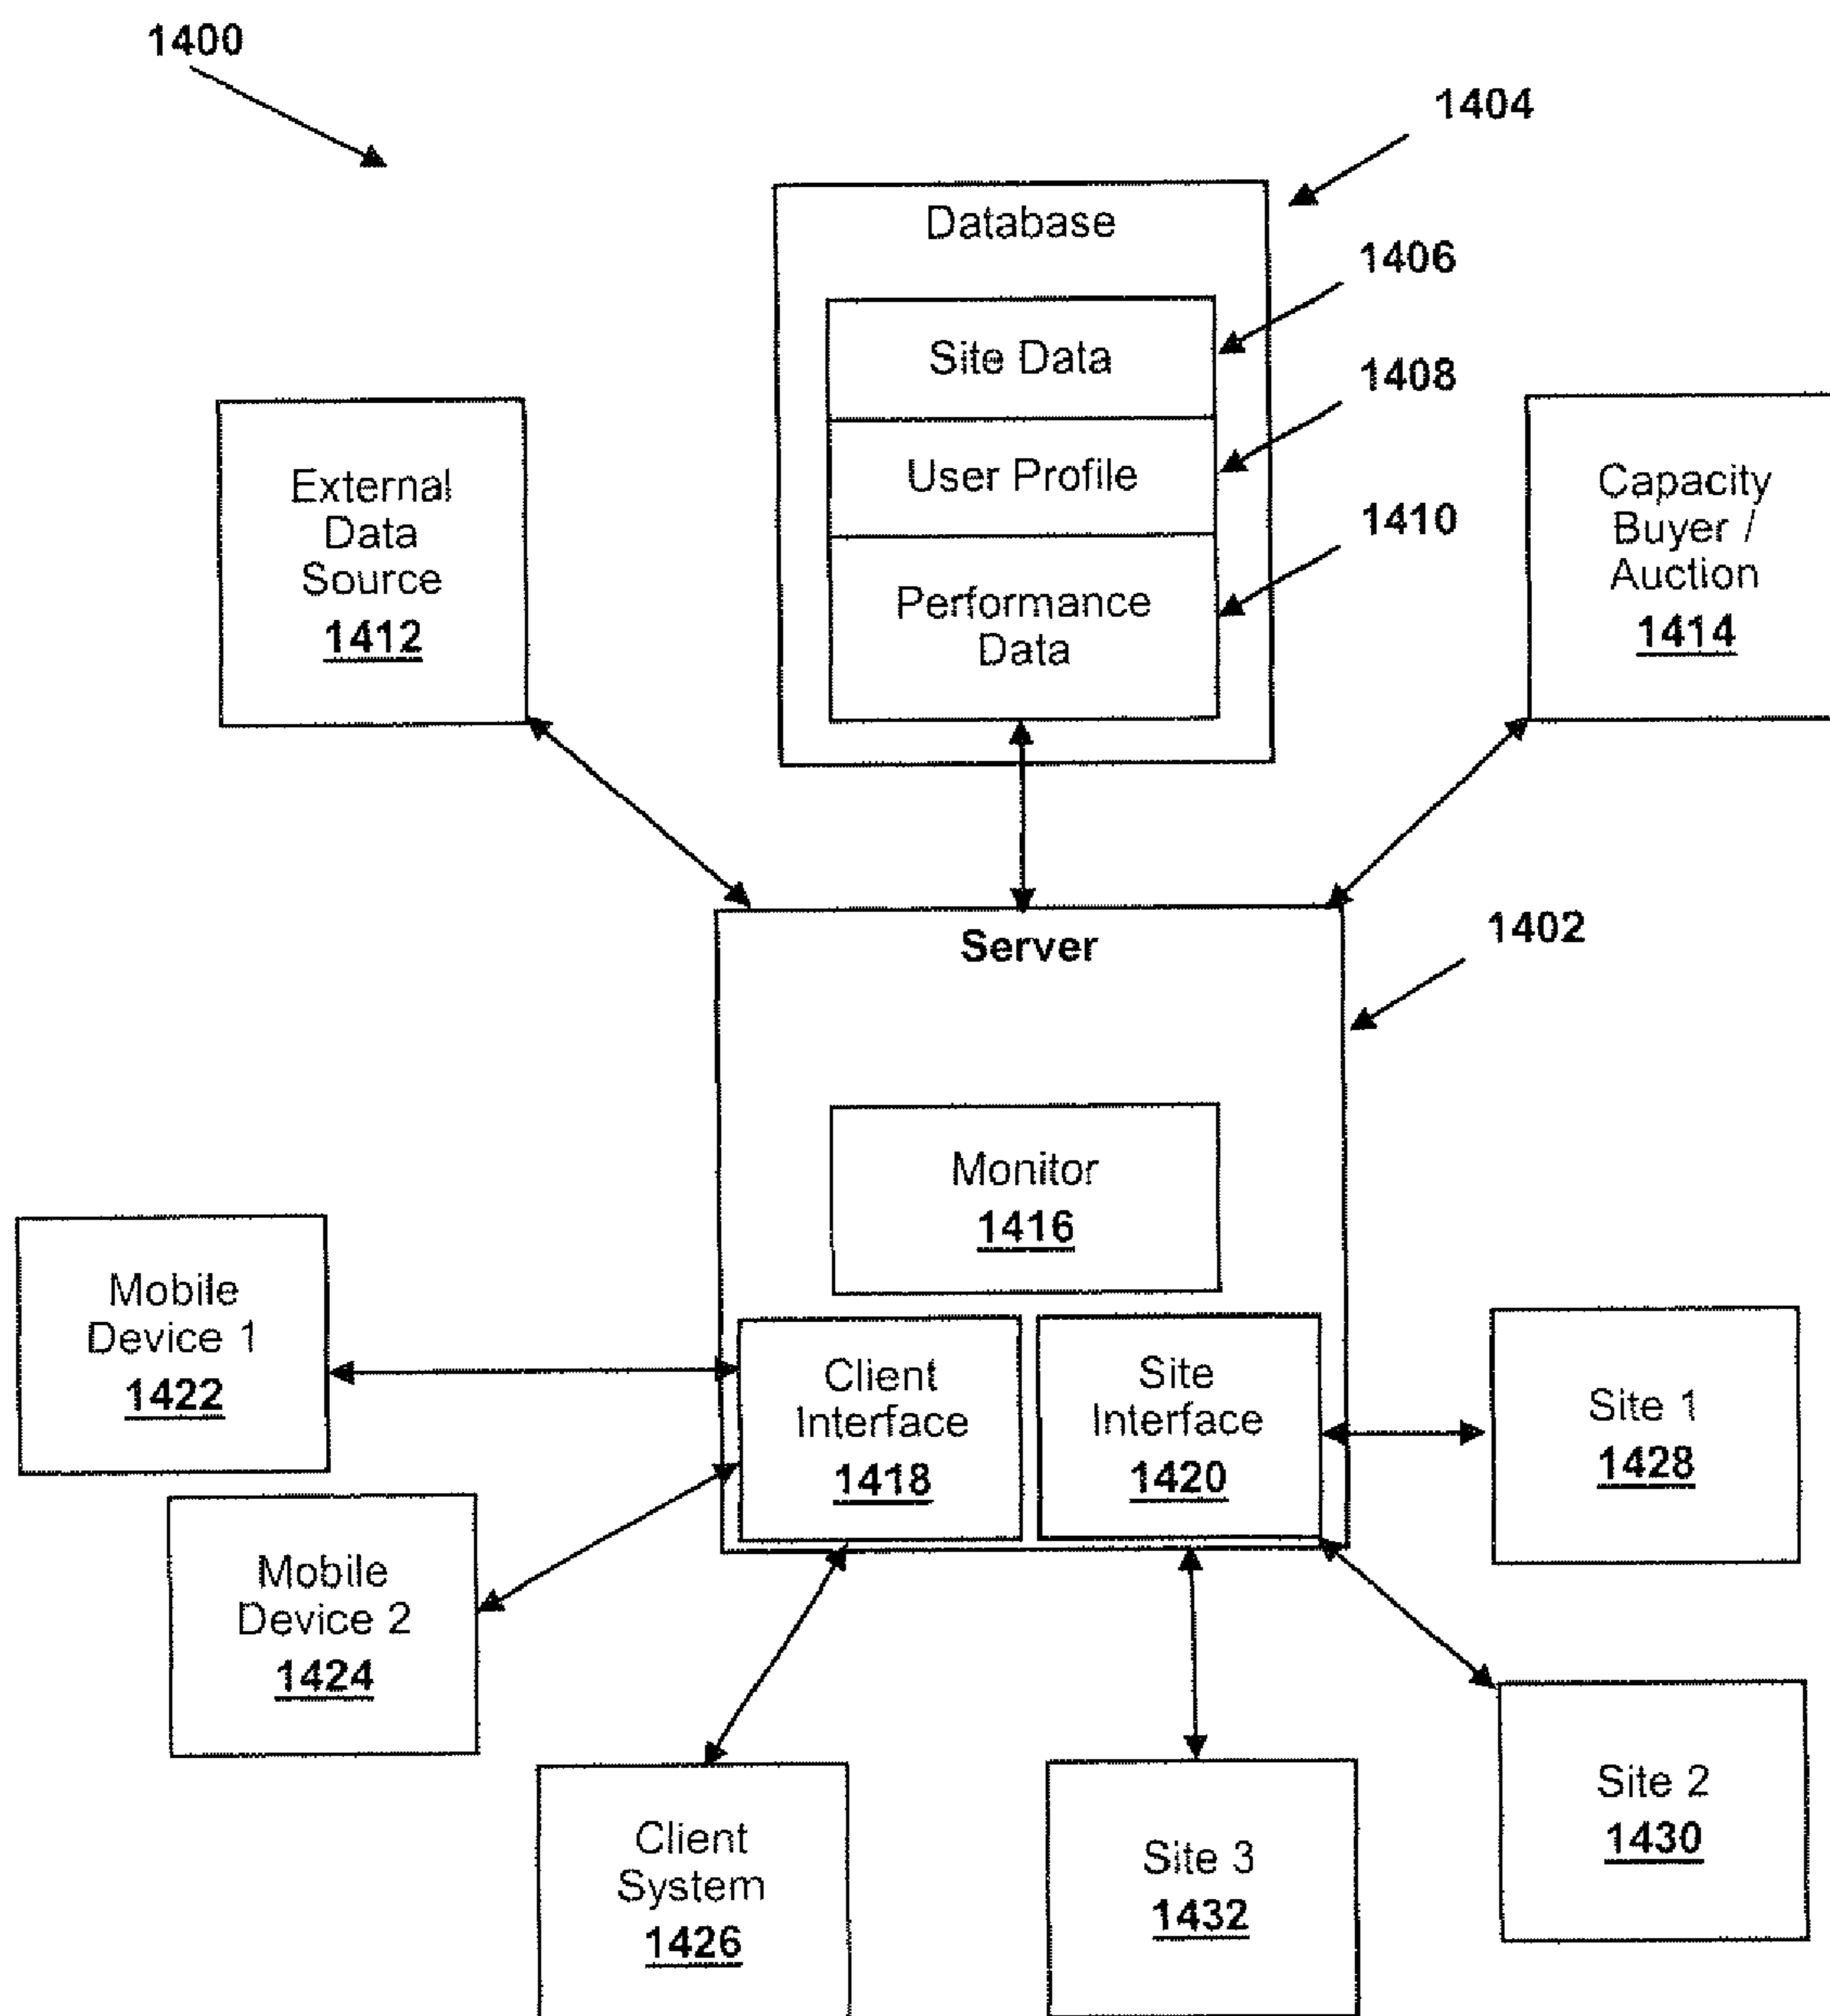 1400
1404
Database
1406
Site Data
1408
User Profile
1410
Performance
Data
External
Data
Source
1412
Capacity
Buyer /
Auction
1414
Server
1402
Monitor
1416
Mobile
Device 1
1422
Client
Interface
1418
Site
Interface
1420
Site 1
1428
Mobile
Device 2
1424
Site 2
1430
Client
System
1426
Site 3
1432